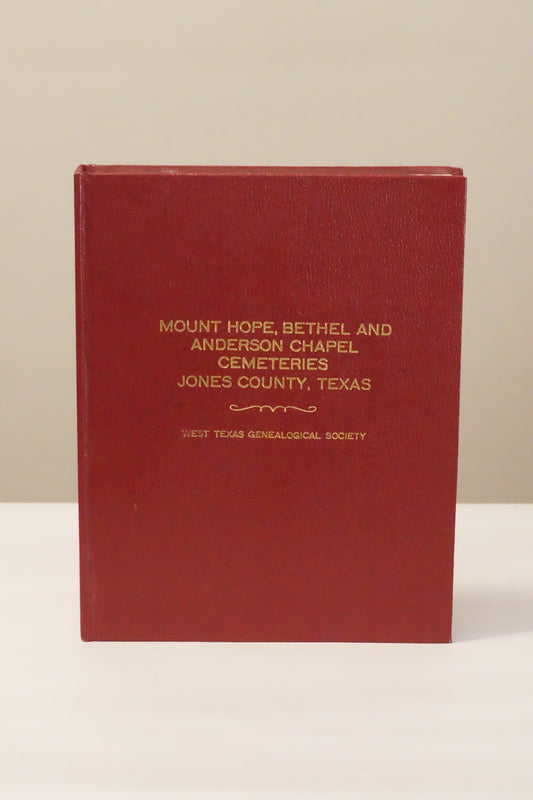 MOUNT HOPE, BETHEL AND
ANDERSON CHAPEL
CEMETERIES
JONES COUNTY, TEXAS
WEST TEXAS GENEALOGICAL SOCIETY